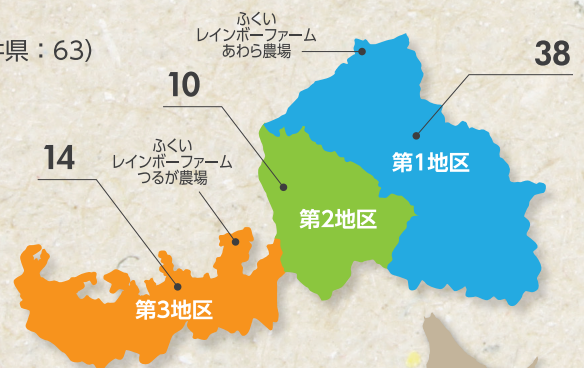 ふくい
レインボーファーム
あわら農場
県：63）
38
10
14
ふくい
レインボーファーム
つるが農場
第1地区
第2地区
第3地区